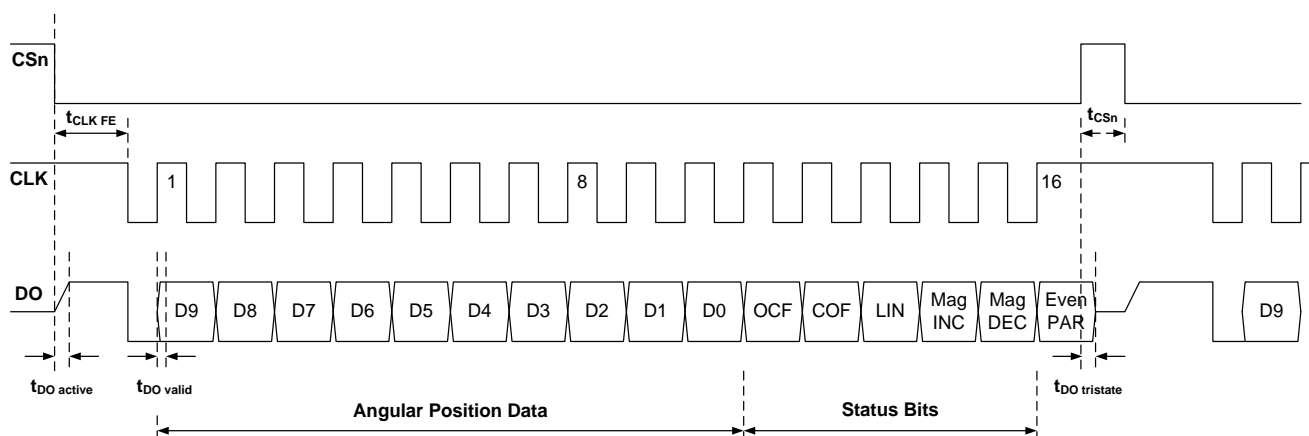 CSn
tCLK FE
tCSn
CLK
1
8
16
DO
D9
D8
D7
D6
D5
D4
D3
D2
D1
D0
OCF
COF
LIN
Mag
INC
Mag
DEC
Even
PAR
D9
tDO active
tDO valid
tDO tristate
Angular Position Data
Status Bits